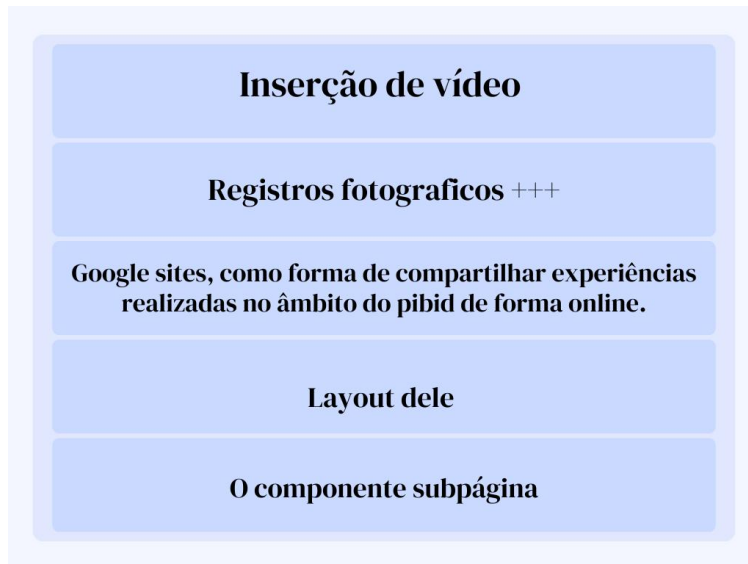 Inserção de vídeo
Registros fotograficos +++
Google sites, como forma de compartilhar experiências
realizadas no âmbito do pibid de forma online.
Layout dele
O componente subpágina